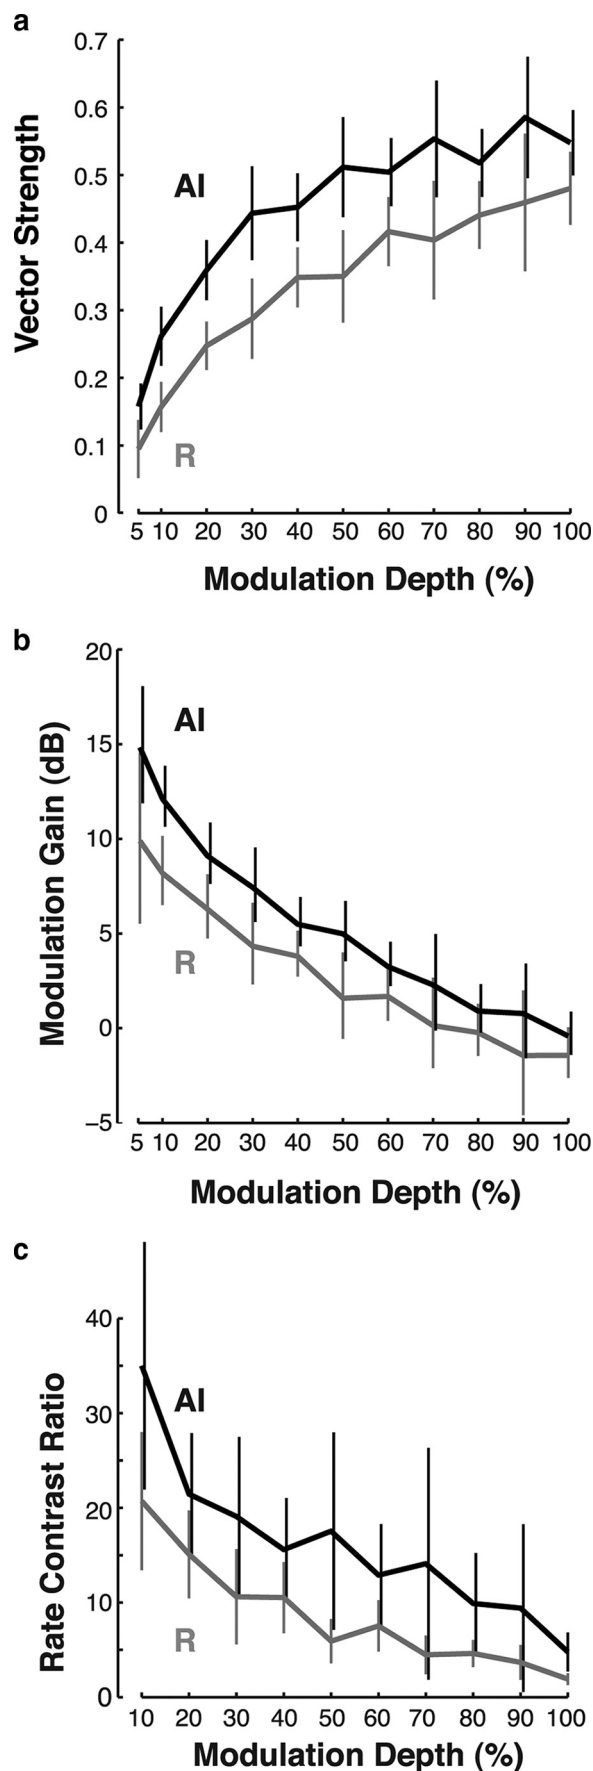 a
Vector Strength
0.7
0.6
0.5
0.4
0.3
0.2
0.1
0
AI
R
5 10 20 30 40 50 60 70 80 90 100
Modulation Depth (%)
b
Modulation Gain (dB)
20
15
10
5
0
−5
AI
R
5 10 20 30 40 50 60 70 80 90 100
Modulation Depth (%)
c
Rate Contrast Ratio
40
30
20
10
0
AI
R
10 20 30 40 50 60 70 80 90 100
Modulation Depth (%)